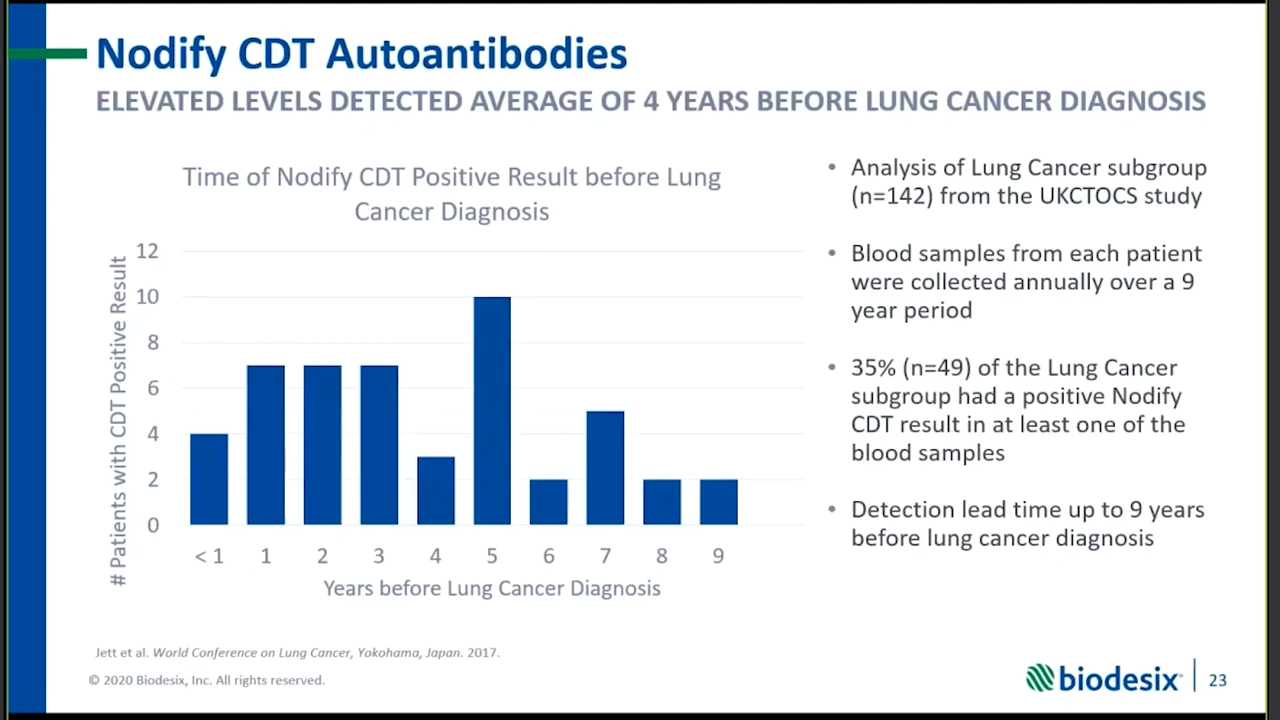 Nodify CDT Autoantibodies
ELEVATED LEVELS DETECTED AVERAGE OF 4 YEARS BEFORE LUNG CANCER DIAGNOSIS
Time of Nodify CDT Positive Result before Lung
Cancer Diagnosis
# Patients with CDT Positive Result
12
10
8
6
4
2
0
< 1 1 2 3 4 5 6 7 8 9
Years before Lung Cancer Diagnosis
• Analysis of Lung Cancer subgroup
(n=142) from the UKCTOCS study
• Blood samples from each patient
were collected annually over a 9
year period
• 35% (n=49) of the Lung Cancer
subgroup had a positive Nodify
CDT result in at least one of the
blood samples
• Detection lead time up to 9 years
before lung cancer diagnosis
Jett et al. World Conference on Lung Cancer, Yokohama, Japan. 2017.
© 2020 Biodesix, Inc. All rights reserved.
biodesix
23